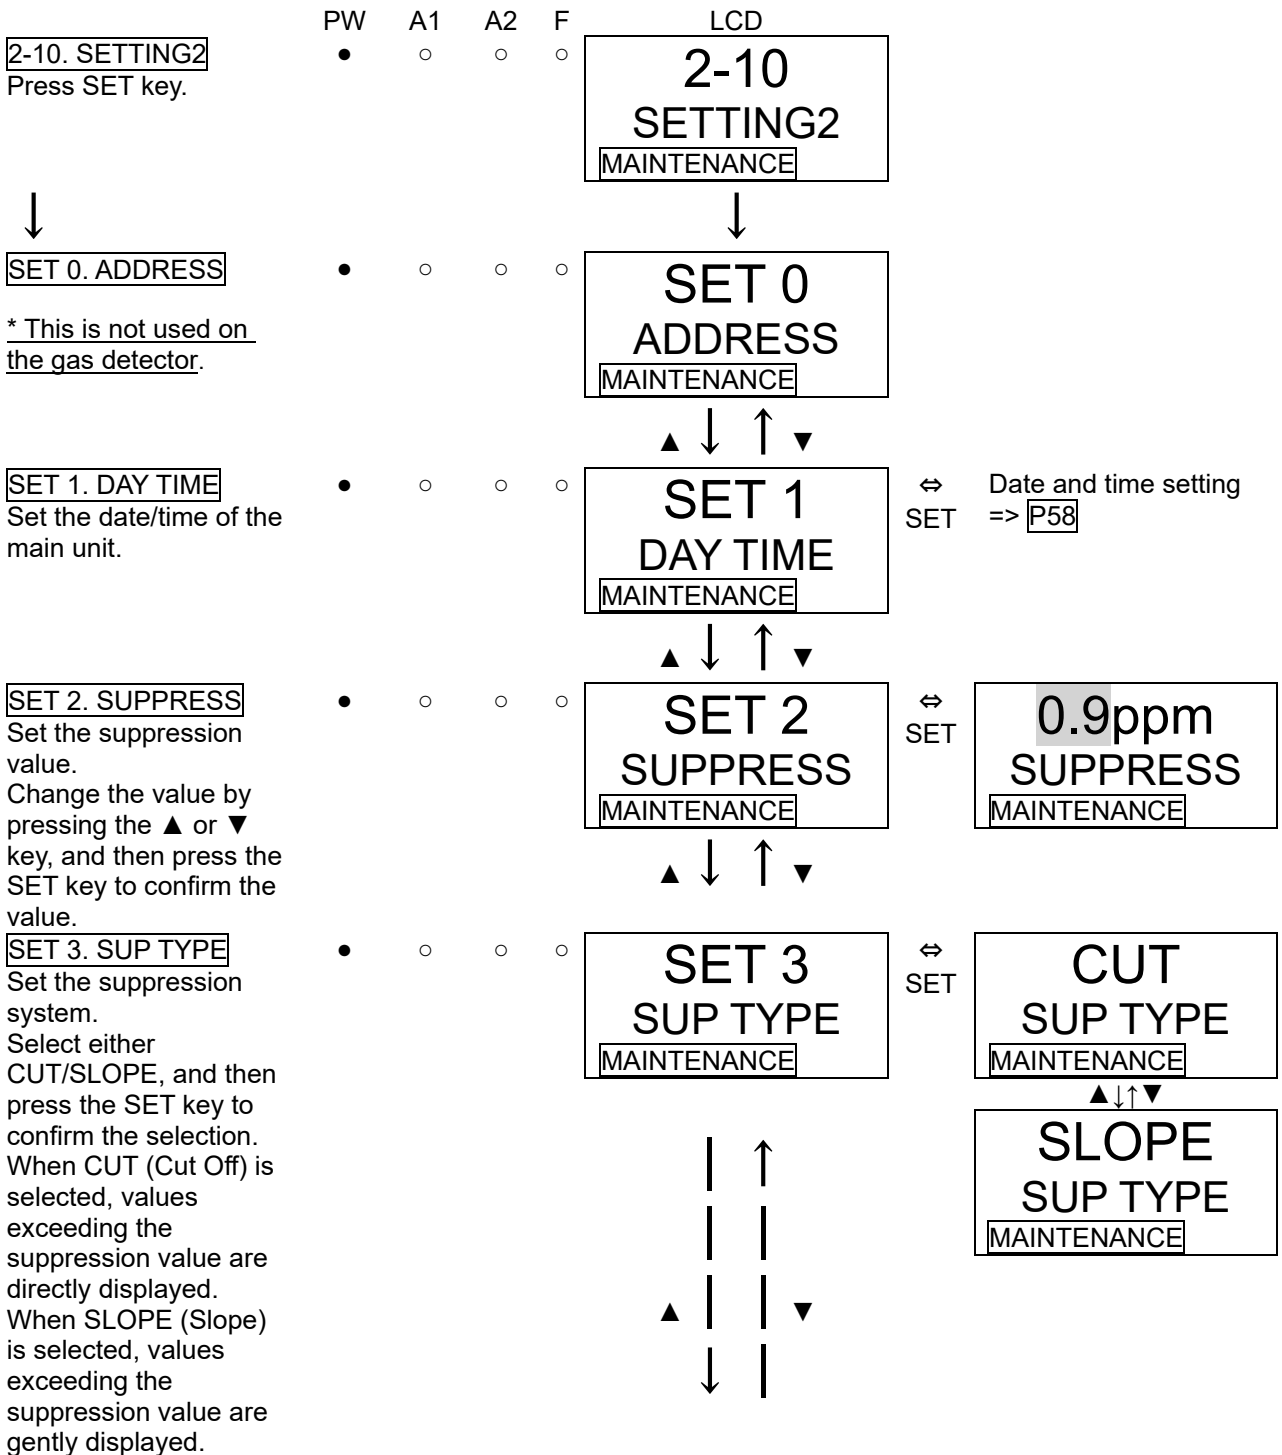 PW A1 A2 F LCD
2-10. SETTING2 ● ○ ○ ○
Press SET key.
2-10
SETTING2
MAINTENANCE
↓ ↓
SET 0. ADDRESS ● ○ ○ ○
* This is not used on
the gas detector.
SET 0
ADDRESS
MAINTENANCE
▲ ↓ ↑ ▼
SET 1. DAY TIME ● ○ ○ ○
Set the date/time of the
main unit.
SET 1
DAY TIME
MAINTENANCE
⇔
SET
Date and time setting
=> P58
▲ ↓ ↑ ▼
SET 2. SUPPRESS ● ○ ○ ○
Set the suppression
value.
Change the value by
pressing the ▲ or ▼
key, and then press the
SET key to confirm the
value.
SET 2
SUPPRESS
MAINTENANCE
⇔
SET
0.9ppm
SUPPRESS
MAINTENANCE
▲ ↓ ↑ ▼
SET 3. SUP TYPE ● ○ ○ ○
Set the suppression
system.
Select either
CUT/SLOPE, and then
press the SET key to
confirm the selection.
When CUT (Cut Off) is
selected, values
exceeding the
suppression value are
directly displayed.
When SLOPE (Slope)
is selected, values
exceeding the
suppression value are
gently displayed.
SET 3
SUP TYPE
MAINTENANCE
⇔
SET
CUT
SUP TYPE
MAINTENANCE
▲↓↑▼
SLOPE
SUP TYPE
MAINTENANCE
▲ ↓ ↑ ▼